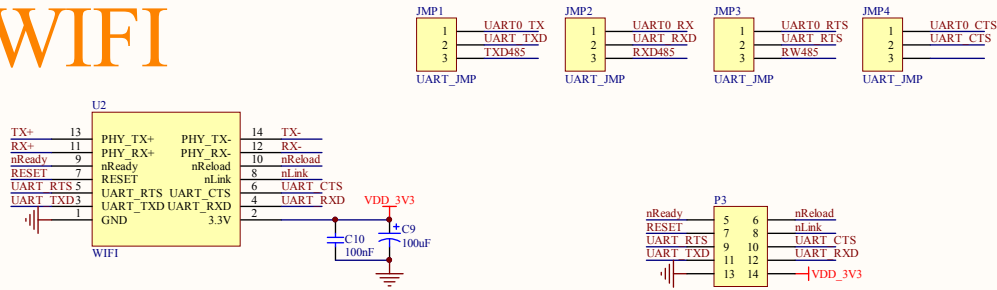 WIFI
JMP1
1 UART0_TX
2 UART_TXD
3 TXD485
UART_JMP
JMP2
1 UART0_RX
2 UART_RXD
3 RXD485
UART_JMP
JMP3
1 UART0_RTS
2 UART_RTS
3 RW485
UART_JMP
JMP4
1 UART0_CTS
2 UART_CTS
3
UART_JMP
U2
TX+ 13 PHY_TX+ PHY_TX- 14 TX-
RX+ 11 PHY_RX+ PHY_RX- 12 RX-
nReady 9 nReady nReload 10 nReload
RESET 7 RESET nLink 8 nLink
UART_RTS 5 UART_RTS UART_CTS 6 UART_CTS
UART_TXD 3 UART_TXD UART_RXD 4 UART_RXD
1 GND 3.3V 2
WIFI
VDD_3V3
C10
100nF
+ C9
100uF
P3
nReady 5 6 nReload
RESET 7 8 nLink
UART_RTS 9 10 UART_CTS
UART_TXD 11 12 UART_RXD
13 14 VDD_3V3